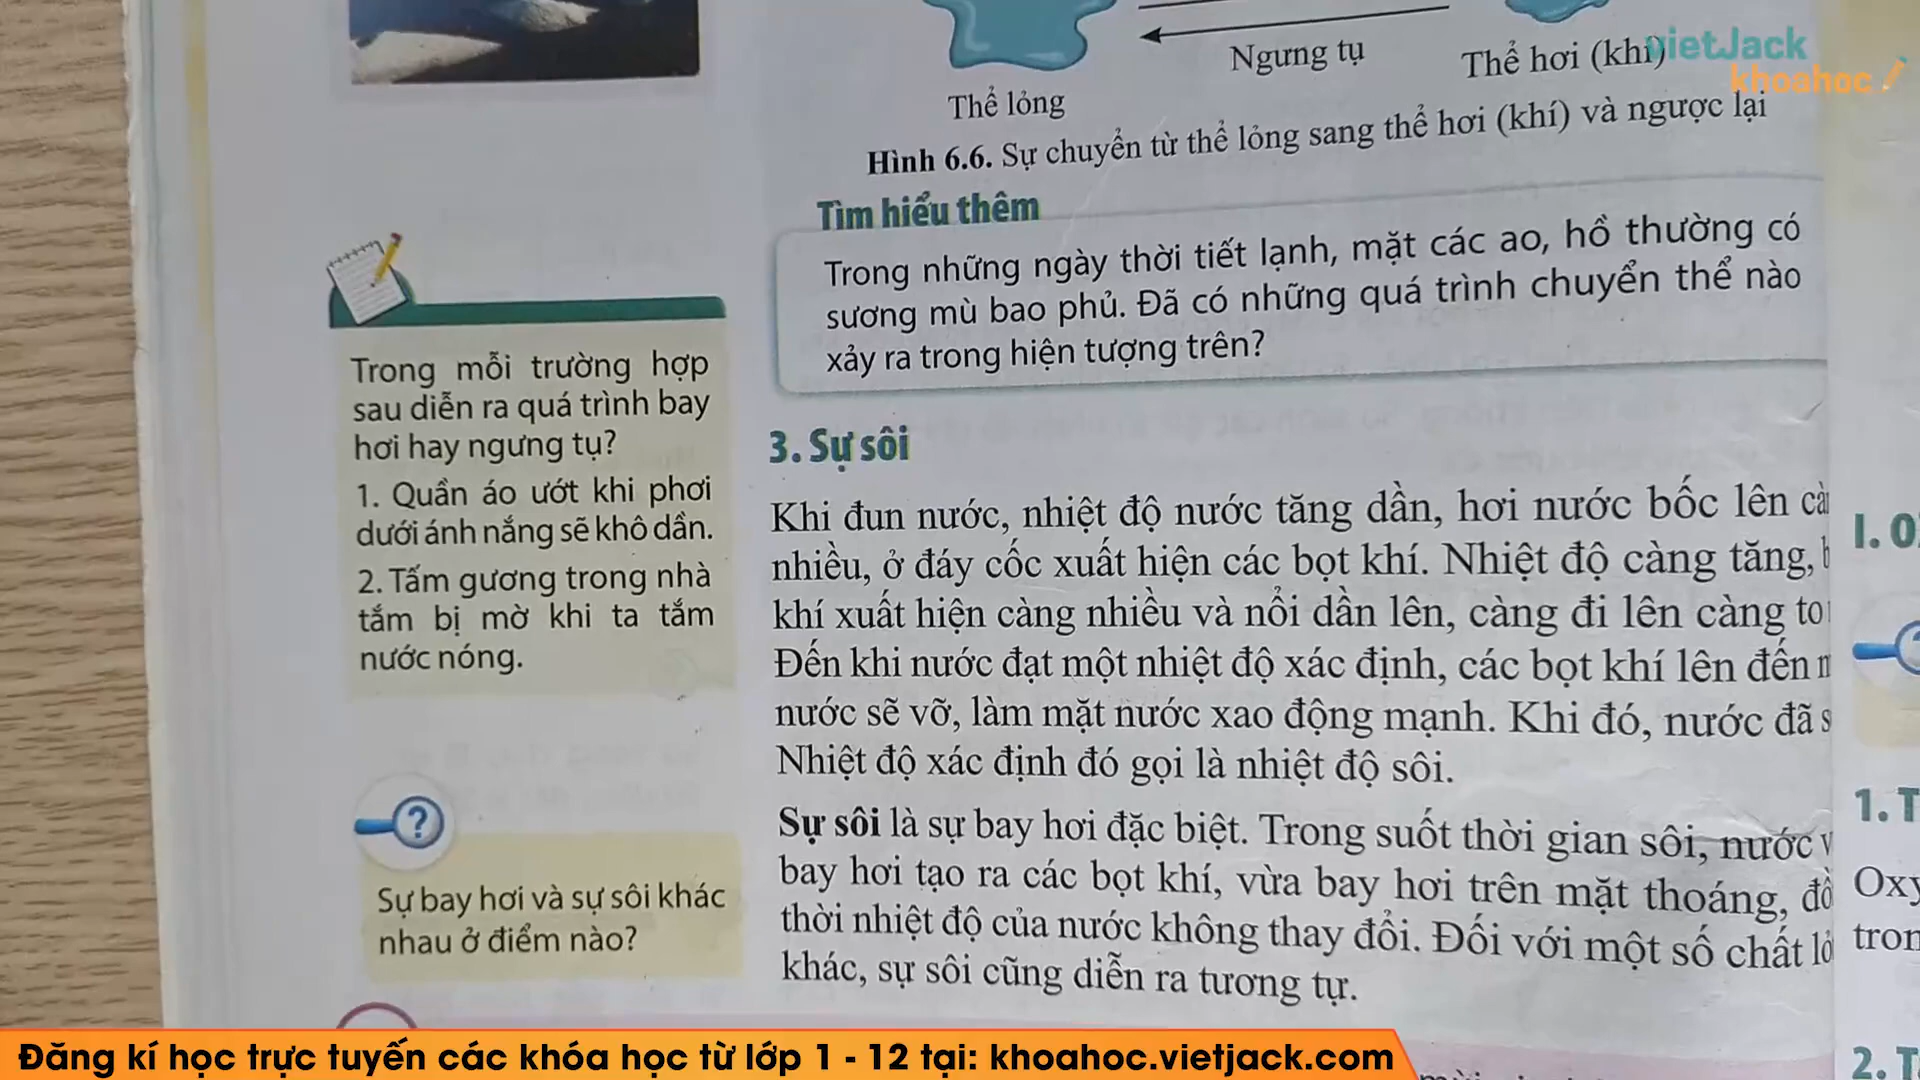 vietJack
khoahoc
Ngưng tụ
Thể hơi (khí)
Thể lỏng
Hình 6.6. Sự chuyển từ thể lỏng sang thể hơi (khí) và ngược lại
Tìm hiểu thêm
Trong những ngày thời tiết lạnh, mặt các ao, hồ thường có
sương mù bao phủ. Đã có những quá trình chuyển thể nào
xảy ra trong hiện tượng trên?
Trong mỗi trường hợp
sau diễn ra quá trình bay
hơi hay ngưng tụ?
1. Quần áo ướt khi phơi
dưới ánh nắng sẽ khô dần.
2. Tấm gương trong nhà
tắm bị mờ khi ta tắm
nước nóng.
Sự bay hơi và sự sôi khác
nhau ở điểm nào?
3. Sự sôi
Khi đun nước, nhiệt độ nước tăng dần, hơi nước bốc lên
nhiều, ở đáy cốc xuất hiện các bọt khí. Nhiệt độ càng tăng,
khí xuất hiện càng nhiều và nổi dần lên, càng đi lên càng to
Đến khi nước đạt một nhiệt độ xác định, các bọt khí lên đến
nước sẽ vỡ, làm mặt nước xao động mạnh. Khi đó, nước đã
Nhiệt độ xác định đó gọi là nhiệt độ sôi.
Sự sôi là sự bay hơi đặc biệt. Trong suốt thời gian sôi, nước
bay hơi tạo ra các bọt khí, vừa bay hơi trên mặt thoáng,
thời nhiệt độ của nước không thay đổi. Đối với một số chất
khác, sự sôi cũng diễn ra tương tự.
I.
1.
2.
Đăng kí học trực tuyến các khóa học từ lớp 1 - 12 tại: khoahoc.vietjack.com